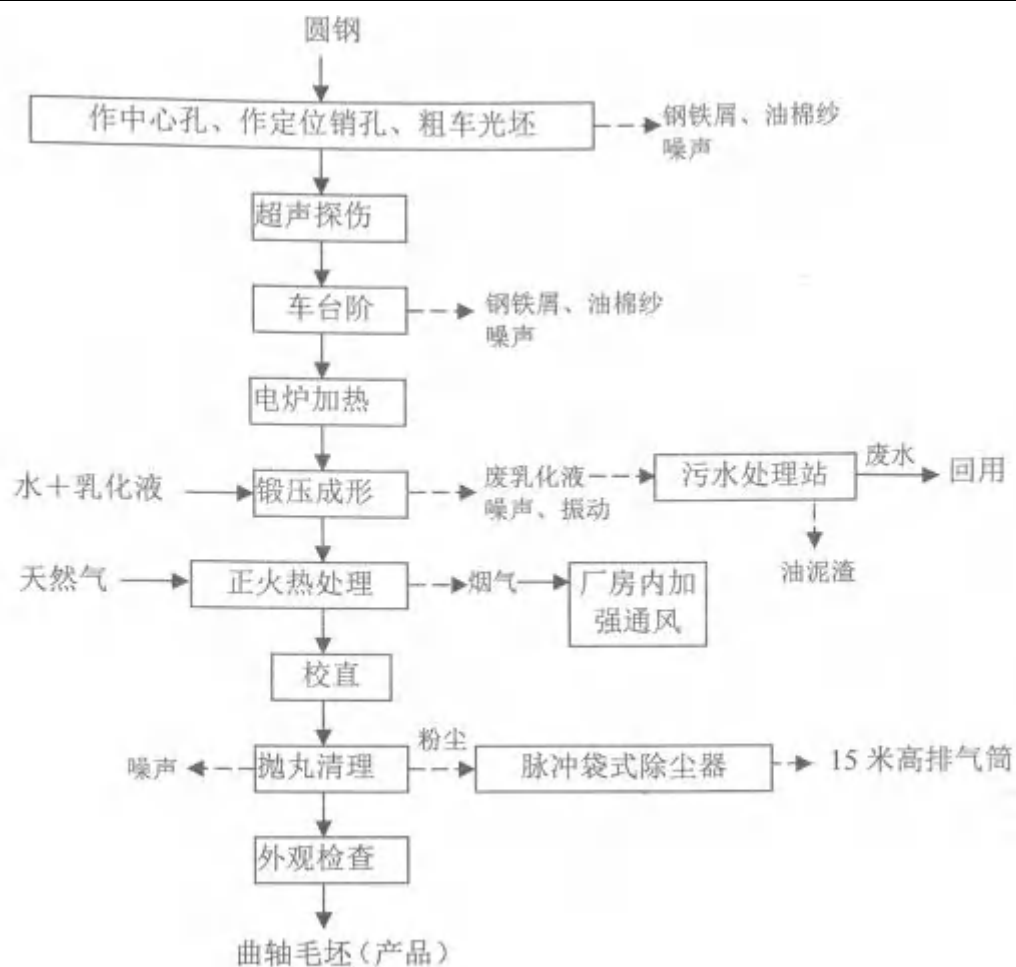 圆钢
作中心孔、作定位销孔、粗车光坯
钢铁屑、油棉纱
噪声
超声探伤
车台阶
钢铁屑、油棉纱
噪声
电炉加热
水＋乳化液
锻压成形
废乳化液
噪声、振动
污水处理站
废水
回用
油泥渣
天然气
正火热处理
烟气
厂房内加
强通风
校直
噪声
抛丸清理
粉尘
脉冲袋式除尘器
15 米高排气筒
外观检查
曲轴毛坯（产品）